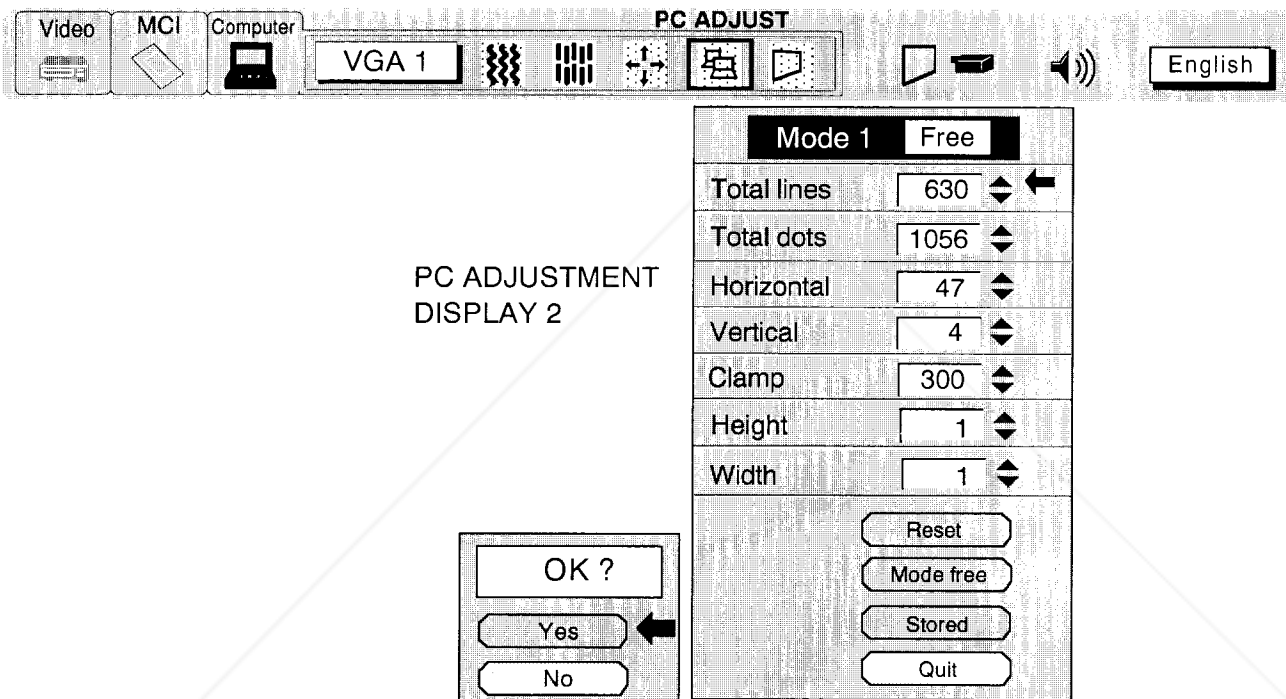 PC ADJUST
Video MCI Computer VGA 1 English
Mode 1 Free
Total lines 630
Total dots 1056
PC ADJUSTMENT
DISPLAY 2
Horizontal 47
Vertical 4
Clamp 300
Height 1
Width 1
Reset
Mode free
Stored
Quit
OK ?
Yes
No